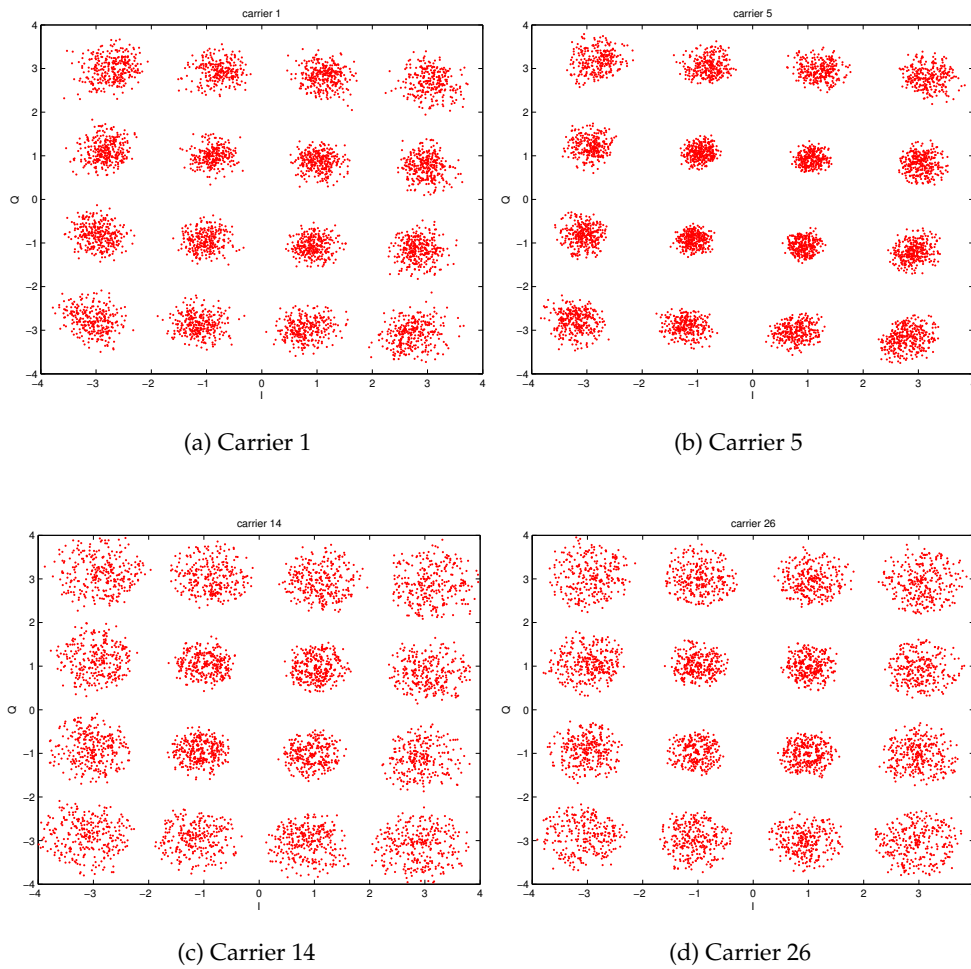 carrier 1
4
3
2
1
0
−1
−2
−3
−4
Q
−4 −3 −2 −1 0 1 2 3 4
I
(a) Carrier 1
carrier 5
4
3
2
1
0
−1
−2
−3
−4
Q
−4 −3 −2 −1 0 1 2 3
I
(b) Carrier 5
carrier 14
4
3
2
1
0
−1
−2
−3
−4
Q
−4 −3 −2 −1 0 1 2 3 4
I
(c) Carrier 14
carrier 26
4
3
2
1
0
−1
−2
−3
−4
Q
−4 −3 −2 −1 0 1 2 3
I
(d) Carrier 26